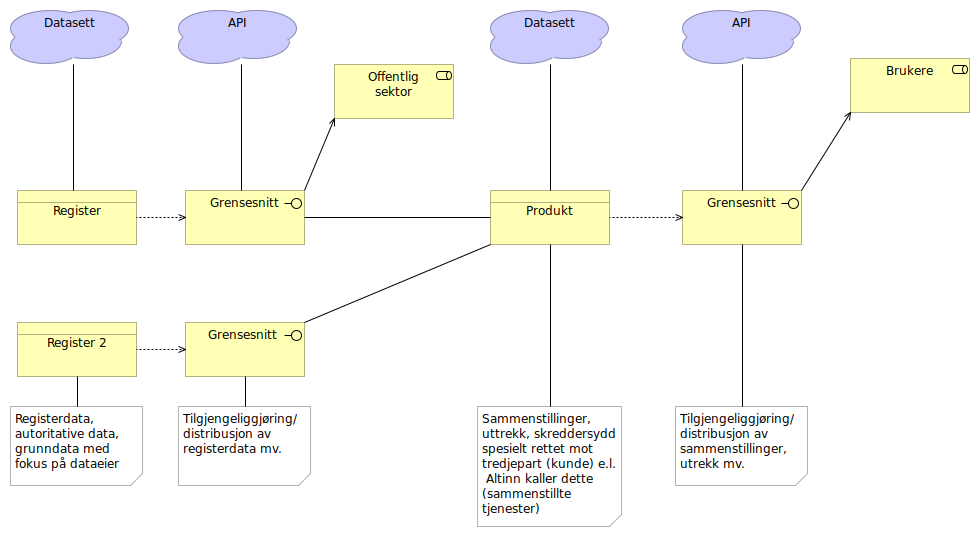 Datasett
API
Datasett
API
Offentlig
sektor
Brukere
Register
Grensesnitt
Produkt
Grensesnitt
Register 2
Grensesnitt
Registerdata,
autoritative data,
grunndata med
fokus på dataeier
Tilgjengeliggjøring/
distribusjon av
registerdata mv.
Sammenstillinger,
uttrekk, skreddersydd
spesielt rettet mot
tredjepart (kunde) e.l.
Altinn kaller dette
(sammenstillte
tjenester)
Tilgjengeliggjøring/
distribusjon av
sammenstillinger,
utrekk mv.